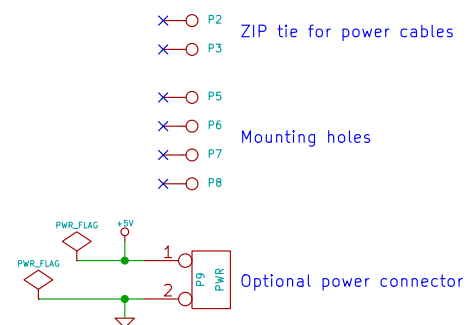 P2
ZIP tie for power cables
P3
P5
P6
Mounting holes
P7
P8
+5V
PWR_FLAG
1
PWR_FLAG
P9
PWR
Optional power connector
2